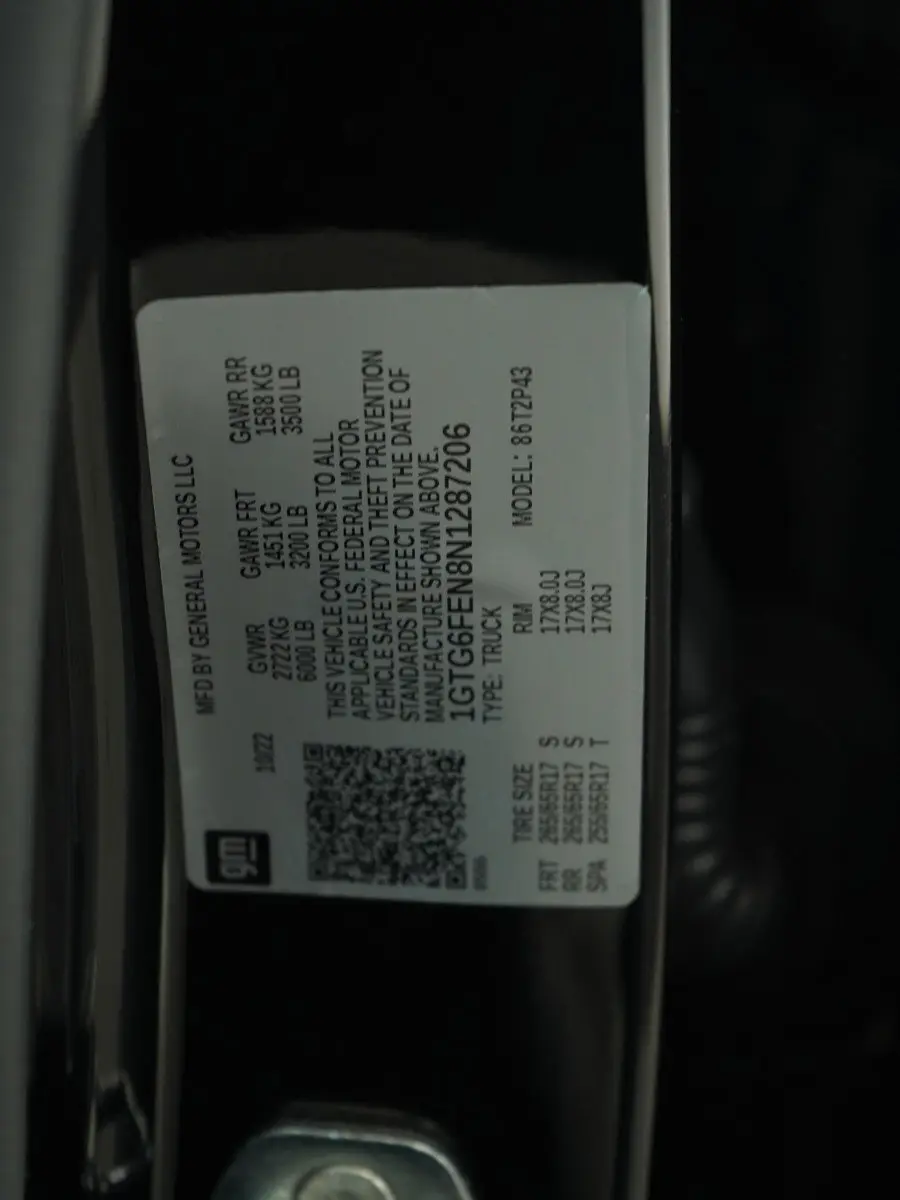 gm
MFD BY GENERAL MOTORS LLC
10/22
GVWR GAWR FRT GAWR RR
2722 KG 1451 KG 1588 KG
6000 LB 3200 LB 3500 LB
THIS VEHICLE CONFORMS TO ALL
APPLICABLE U.S. FEDERAL MOTOR
VEHICLE SAFETY AND THEFT PREVENTION
STANDARDS IN EFFECT ON THE DATE OF
MANUFACTURE SHOWN ABOVE.
1GTG6FEN8N1287206
TYPE: TRUCK
TIRE SIZE RIM MODEL: 86T2P43
FRT 265/65R17 S 17X8.0J
RR 265/65R17 S 17X8.0J
SPA 255/65R17 T 17X8J